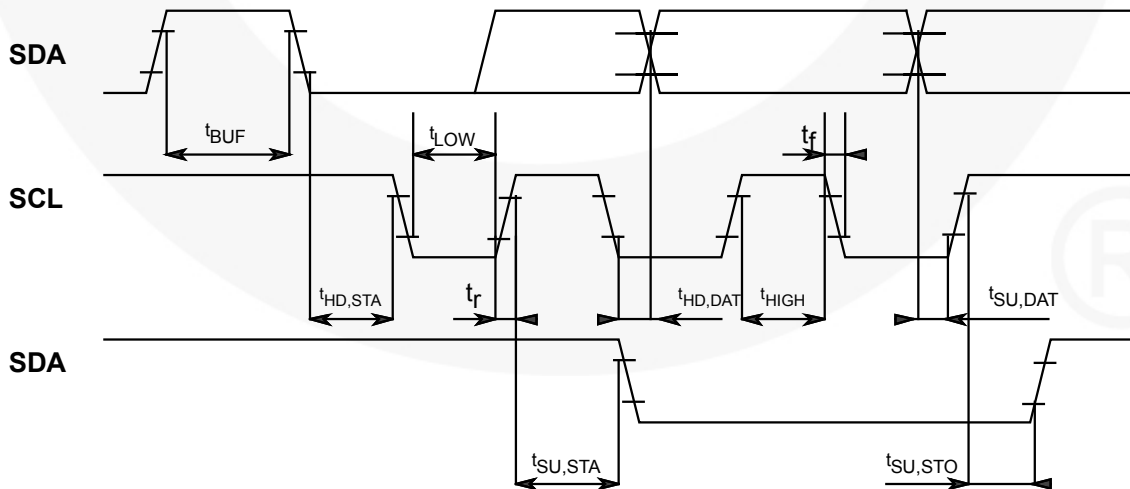 SDA
tBUF
tLOW
tf
SCL
tHD,STA
tr
tHD,DAT
tHIGH
tSU,DAT
SDA
tSU,STA
tSU,STO
®